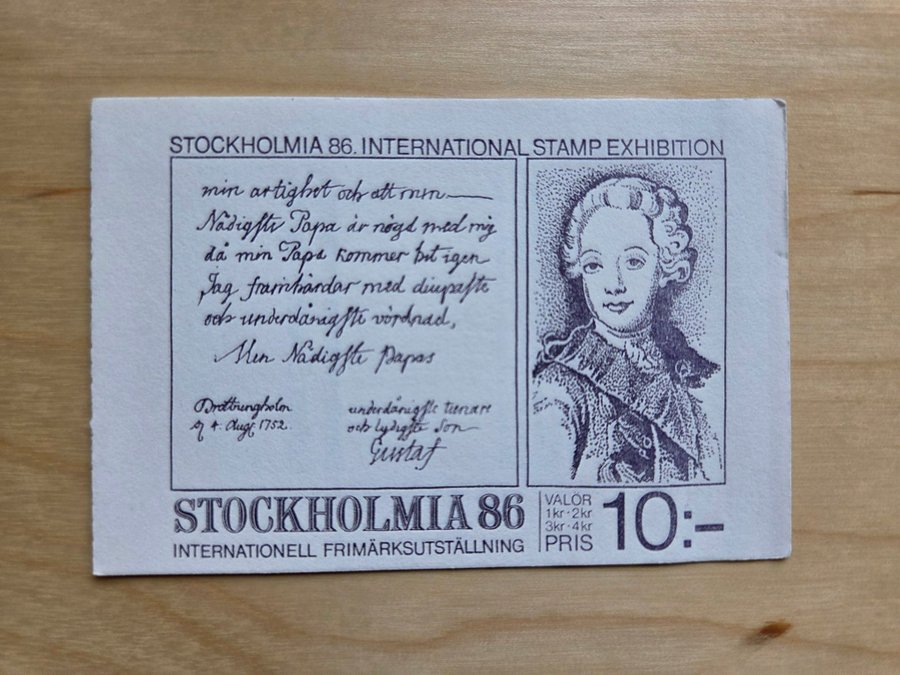 STOCKHOLMIA 86. INTERNATIONAL STAMP EXHIBITION
min artighet och att min
Nådigste Papa är nögd med mig
då min Papa kommer hit igen
Jag framhärdar med diupaste
och underdånigste vördnad,
Men Nådigste Papas
Drottningholm
4. Aug. 1752.
underdånigste tienare
och lydigste son
Gustaf
STOCKHOLMIA 86
INTERNATIONELL FRIMÄRKSUTSTÄLLNING
VALÖR
1kr·2kr
3kr·4kr
PRIS
10:-